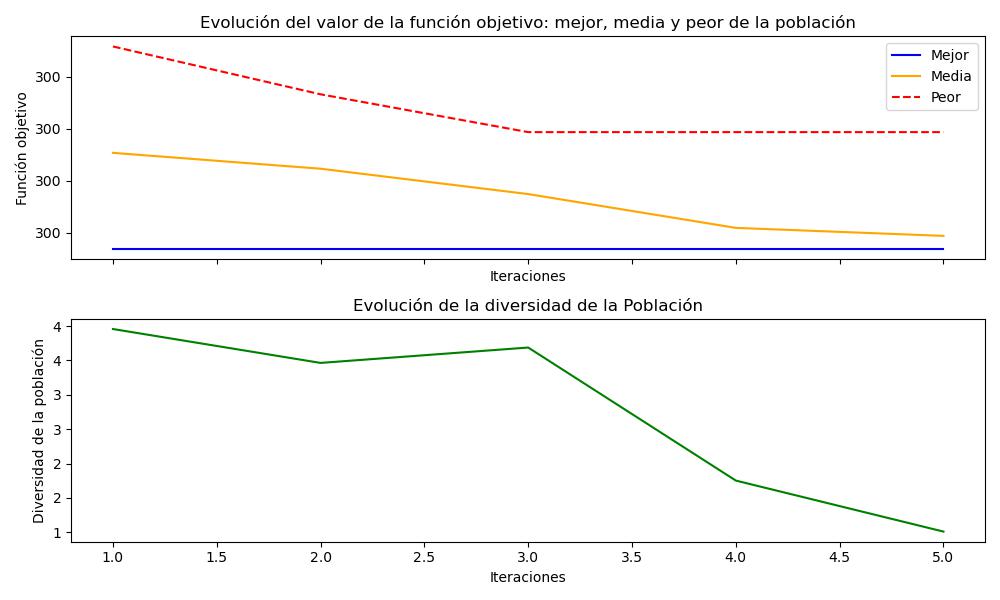 Evolución del valor de la función objetivo: mejor, media y peor de la población
Función objetivo
300
300
300
300
Mejor
Media
Peor
Iteraciones
Evolución de la diversidad de la Población
Diversidad de la población
4
4
3
3
2
2
1
1.0 1.5 2.0 2.5 3.0 3.5 4.0 4.5 5.0
Iteraciones